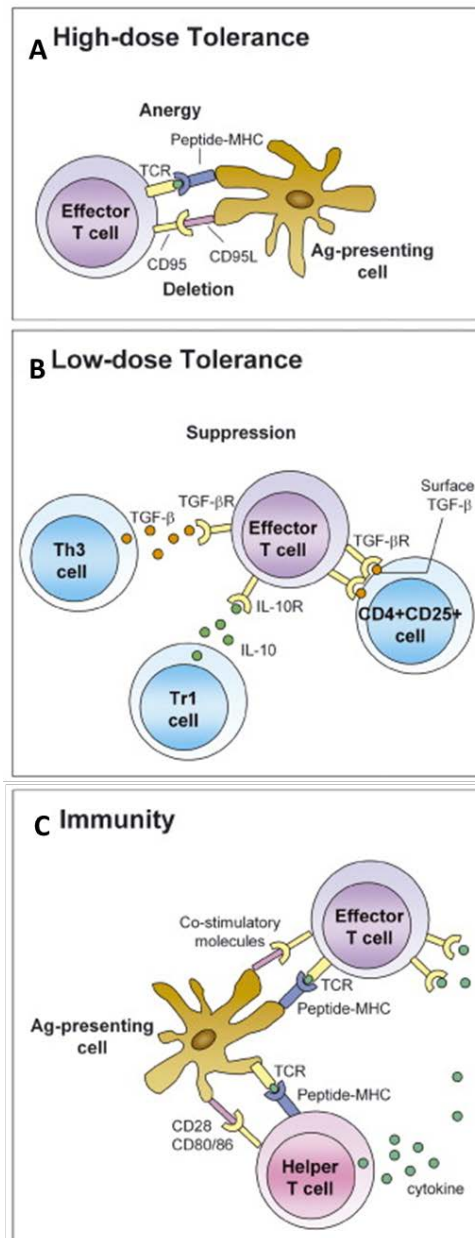 A High-dose Tolerance
Anergy
Peptide-MHC
TCR
Effector
T cell
CD95
CD95L
Ag-presenting
cell
Deletion
B Low-dose Tolerance
Suppression
Surface
TGF-β
TGF-βR
TGF-β
Effector
T cell
TGF-βR
Th3
cell
IL-10R
CD4+CD25+
cell
IL-10
Tr1
cell
C Immunity
Co-stimulatory
molecules
Effector
T cell
TCR
Peptide-MHC
Ag-presenting
cell
TCR
Peptide-MHC
CD28
CD80/86
Helper
T cell
cytokine